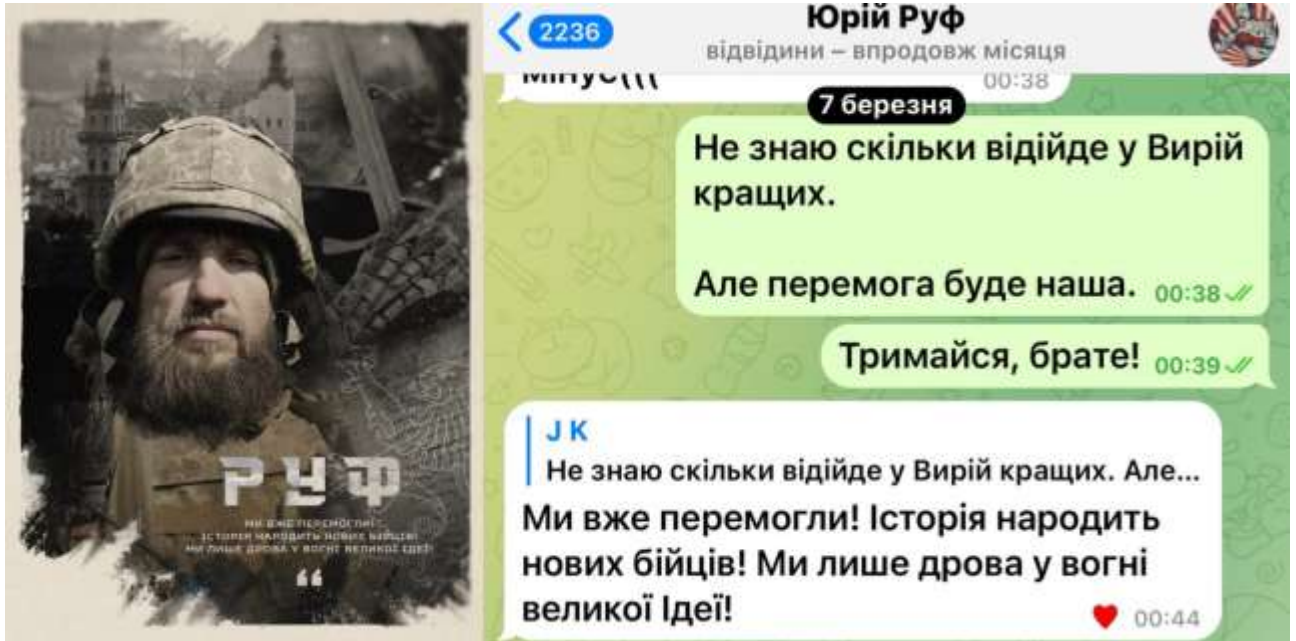 РУФ
МИ ВЖЕ ПЕРЕМОГЛИ!
ІСТОРІЯ НАРОДИТЬ НОВИХ БІЙЦІВ!
МИ ЛИШЕ ДРОВА У ВОГНІ ВЕЛИКОЇ ІДЕЇ!
2236
Юрій Руф
відвідини – впродовж місяця
мінус(((
00:38
7 березня
Не знаю скільки відійде у Вирій
кращих.
Але перемога буде наша. 00:38
Тримайся, брате! 00:39
J K
Не знаю скільки відійде у Вирій кращих. Але...
Ми вже перемогли! Історія народить
нових бійців! Ми лише дрова у вогні
великої Ідеї!
00:44